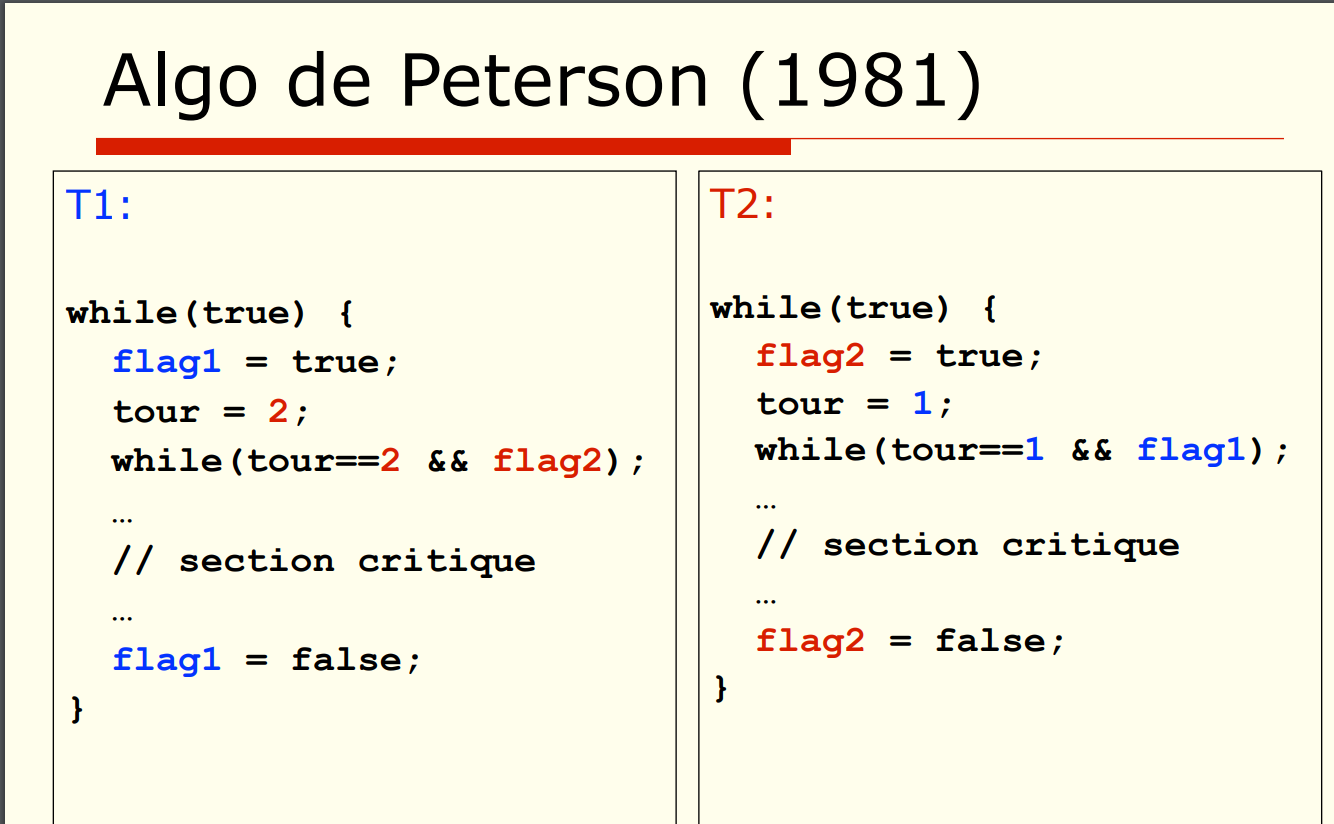 Algo de Peterson (1981)
T1:
while(true) {
flag1 = true;
tour = 2;
while(tour==2 && flag2);
…
// section critique
…
flag1 = false;
}
T2:
while(true) {
flag2 = true;
tour = 1;
while(tour==1 && flag1);
…
// section critique
…
flag2 = false;
}